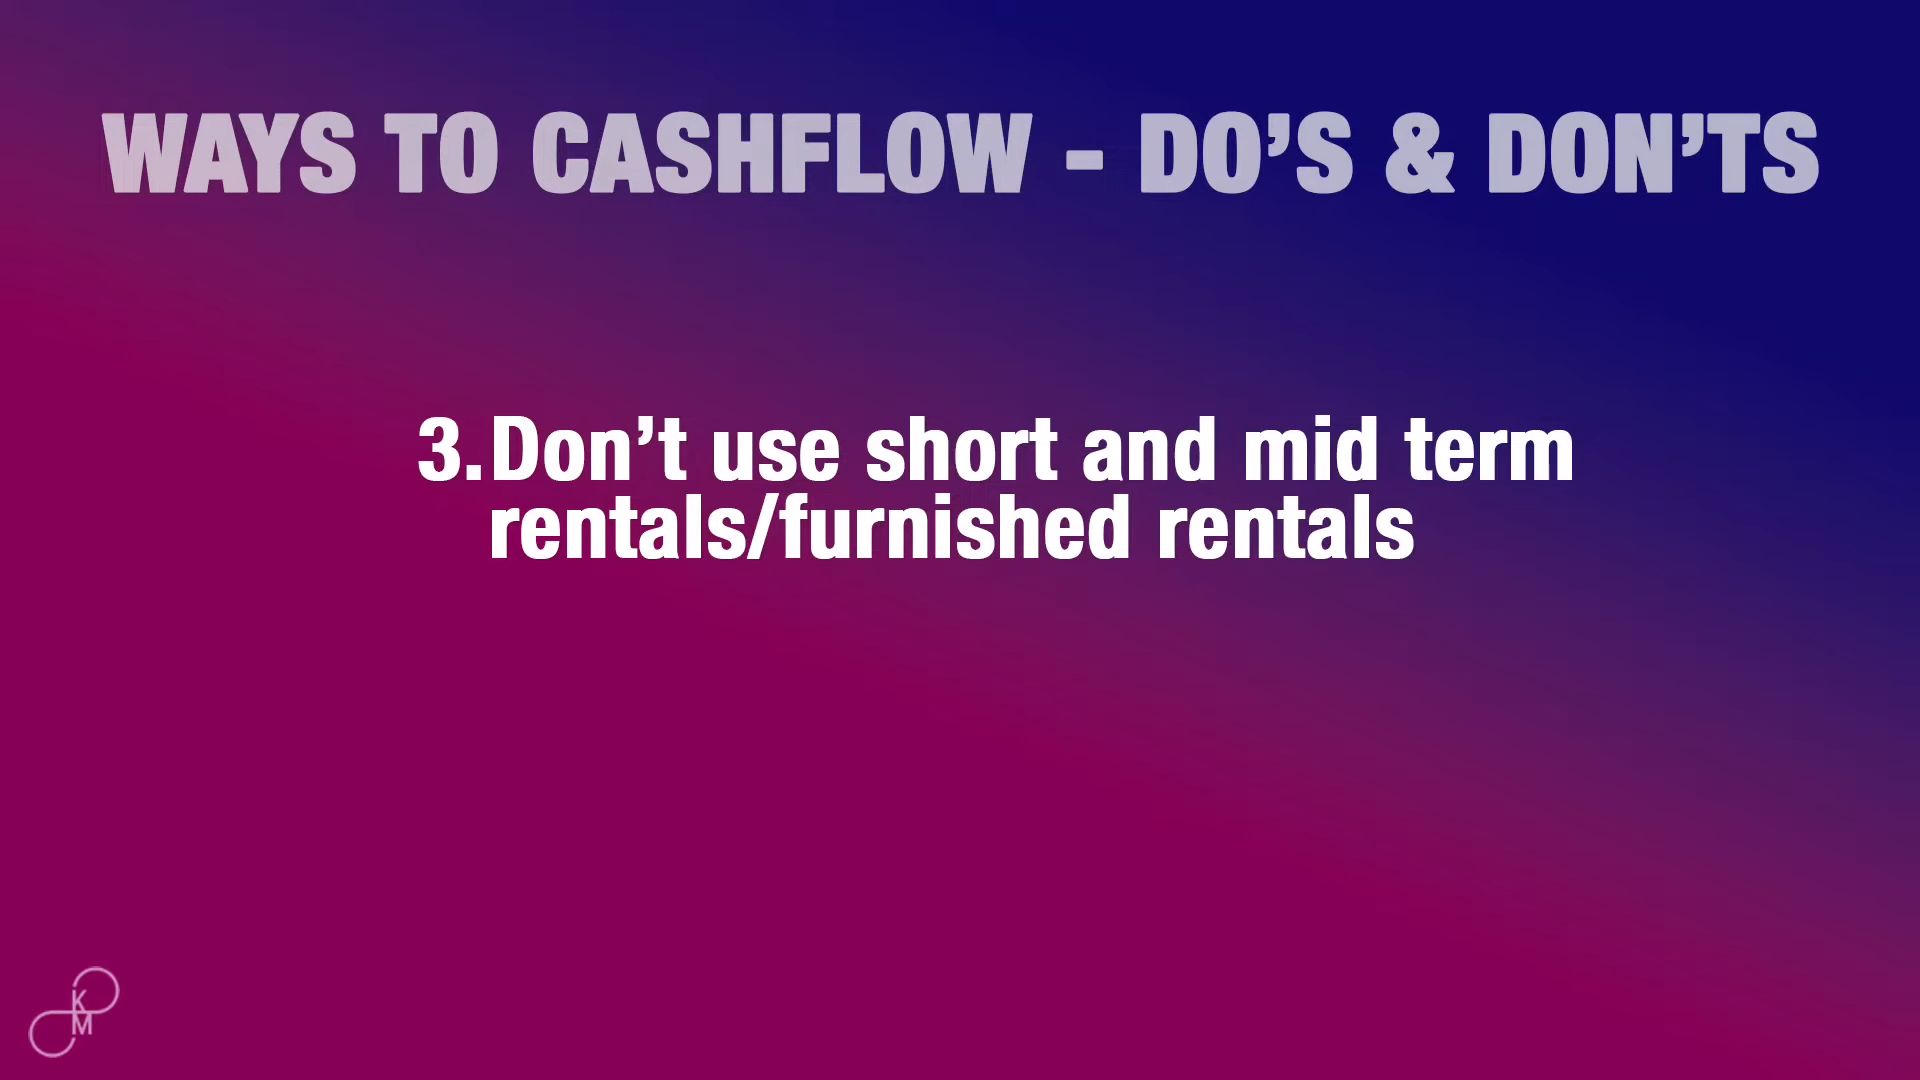 WAYS TO CASHFLOW - DO’S & DON’TS
3. Don’t use short and mid term
rentals/furnished rentals
K
M